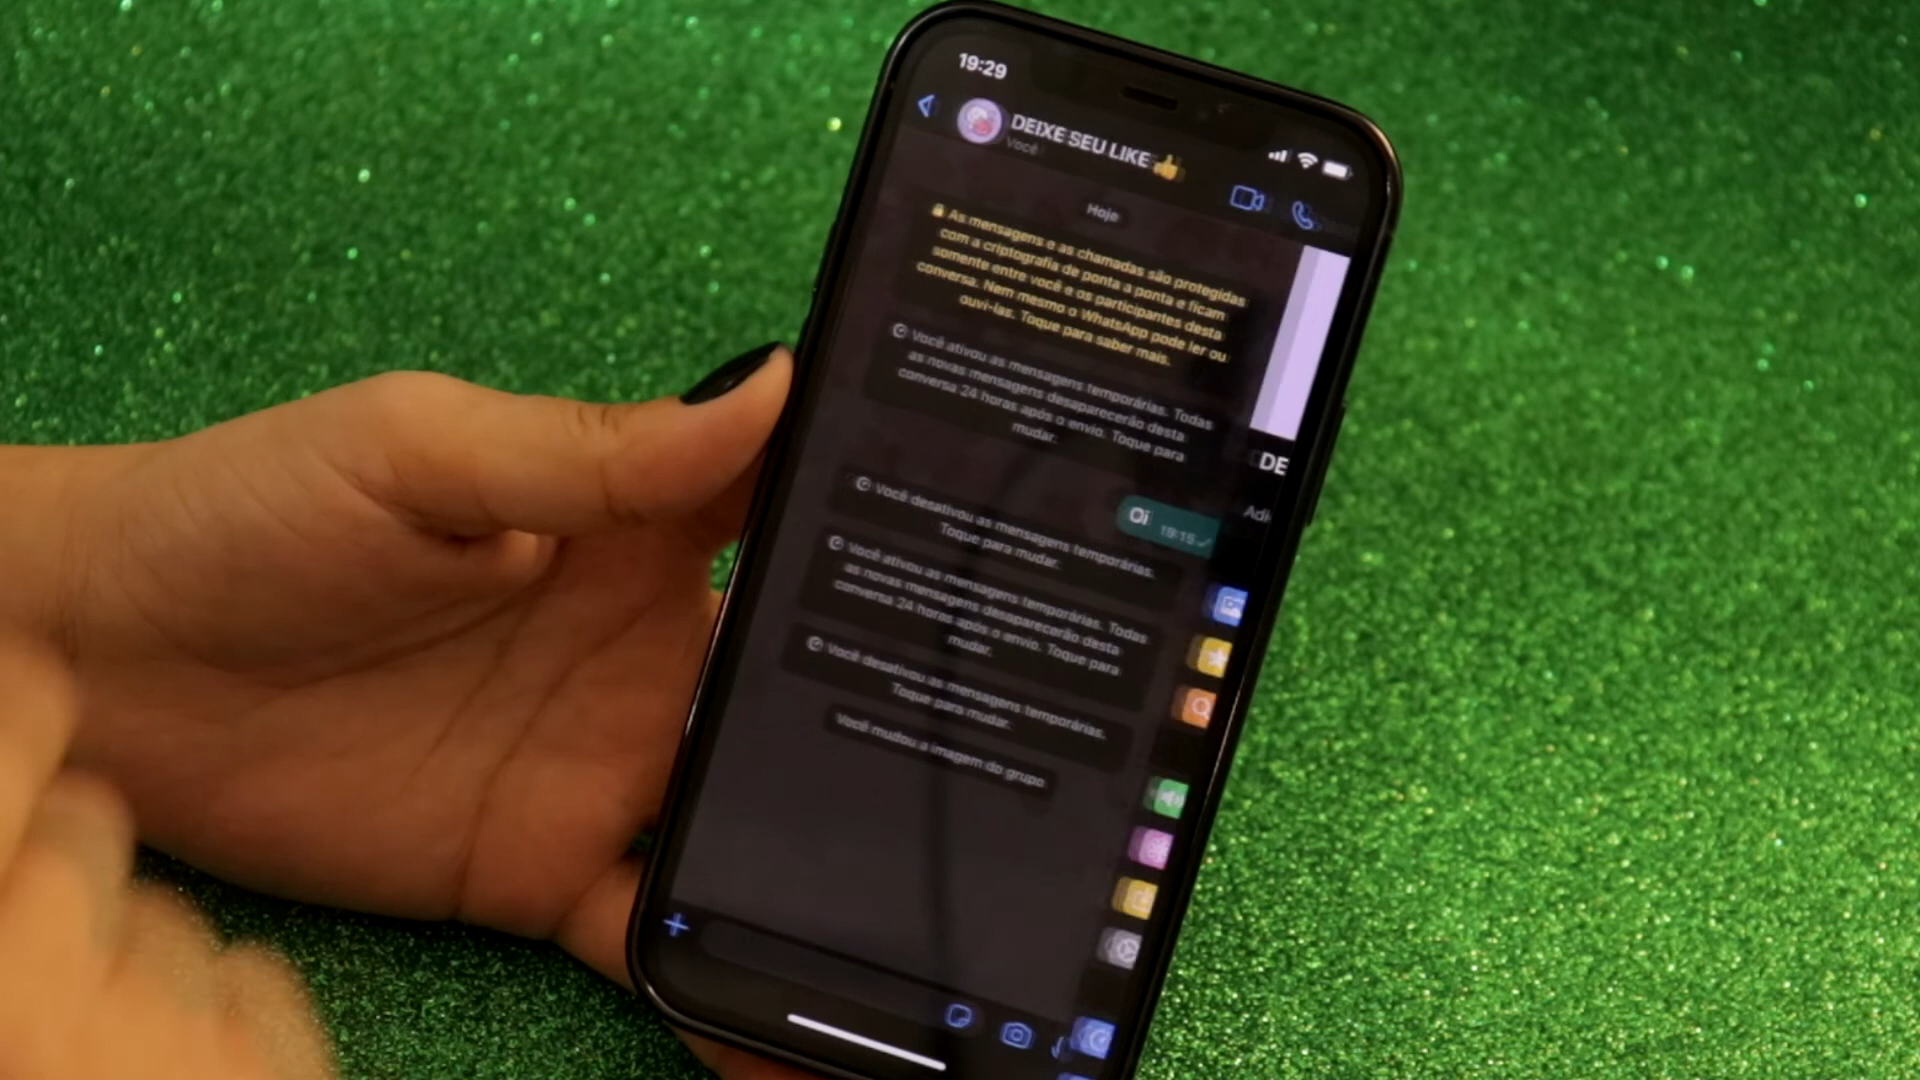 19:29
DEIXE SEU LIKE 👍
Você
Hoje
As mensagens e as chamadas são protegidas
com a criptografia de ponta a ponta e ficam
somente entre você e os participantes desta
conversa. Nem mesmo o WhatsApp pode ler ou
ouvi-las. Toque para saber mais.
Você ativou as mensagens temporárias. Todas
as novas mensagens desaparecerão desta
conversa 24 horas após o envio. Toque para
mudar.
DE
Adi
Oi 19:15
Você desativou as mensagens temporárias.
Toque para mudar.
Você ativou as mensagens temporárias. Todas
as novas mensagens desaparecerão desta
conversa 24 horas após o envio. Toque para
mudar.
Você desativou as mensagens temporárias.
Toque para mudar.
Você mudou a imagem do grupo